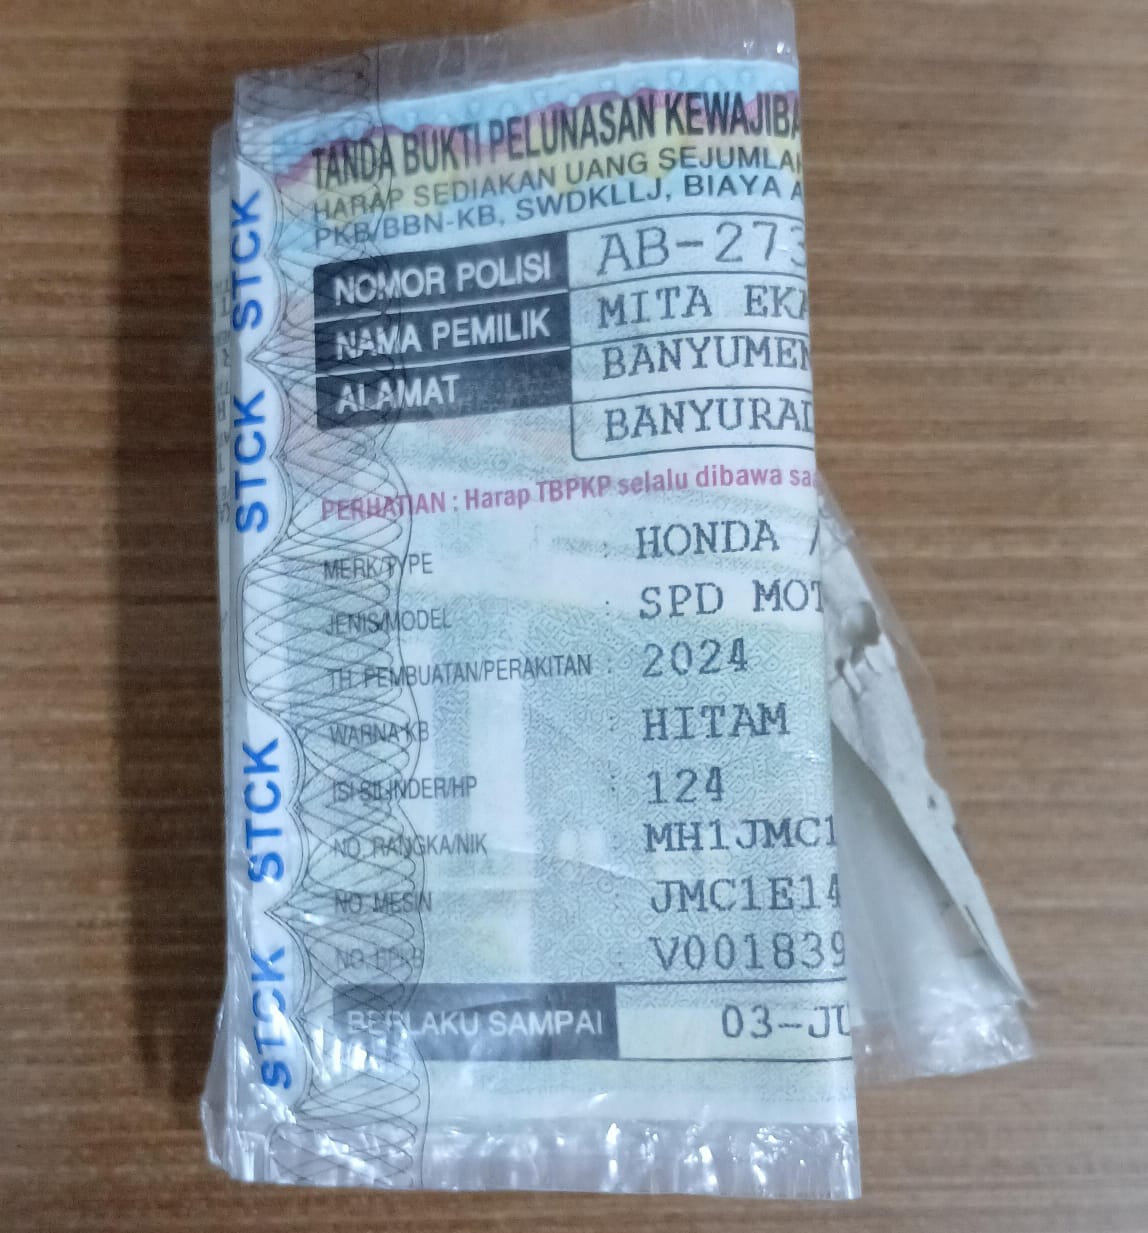 TANDA BUKTI PELUNASAN KEWAJIBA
HARAP SEDIAKAN UANG SEJUMLAH
PKB/BBN-KB, SWDKLLJ, BIAYA A
NOMOR POLISI AB-273
NAMA PEMILIK MITA EKA
ALAMAT BANYUMEN
BANYURAD
PERHATIAN : Harap TBPKP selalu dibawa sa
MERK/TYPE : HONDA /
JENIS/MODEL : SPD MOT
TH. PEMBUATAN/PERAKITAN : 2024
WARNA KB : HITAM
ISI SILINDER/HP : 124
NO. RANGKA/NIK : MH1JMC1
NO. MESIN : JMC1E14
: V001839
BERLAKU SAMPAI 03-JU
STCK
STCK
STCK
STCK